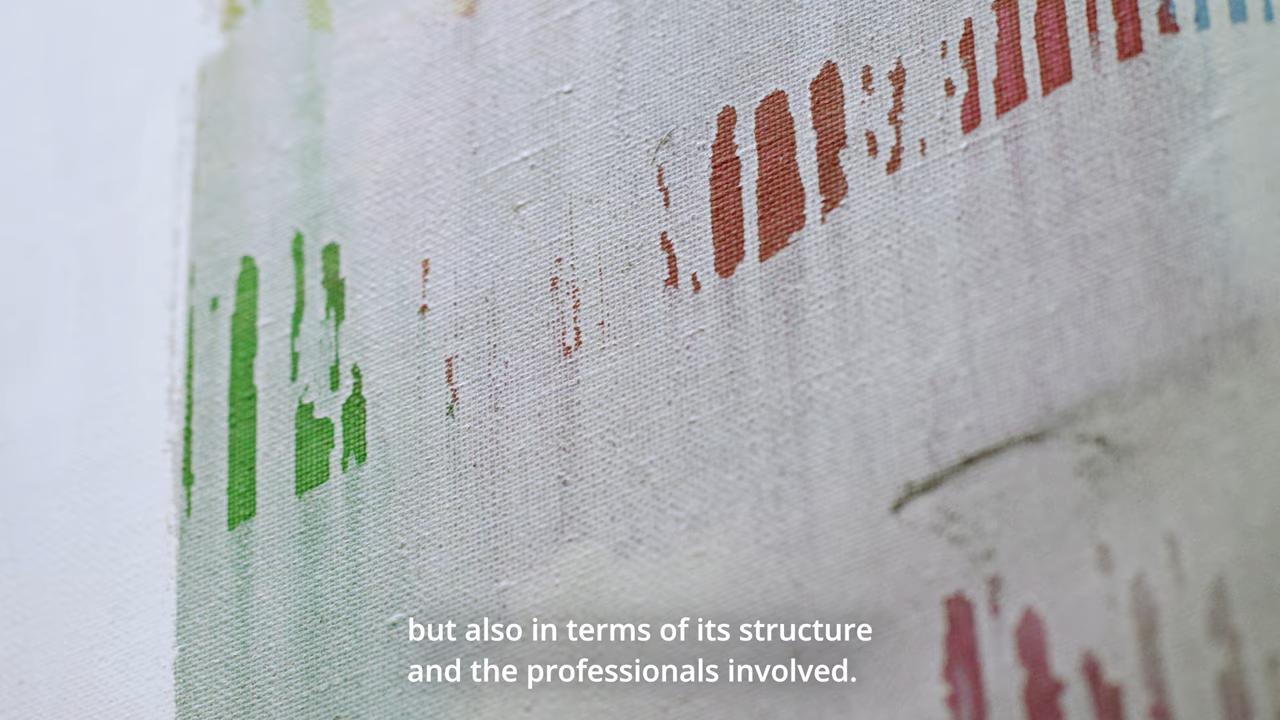 but also in terms of its structure
and the professionals involved.